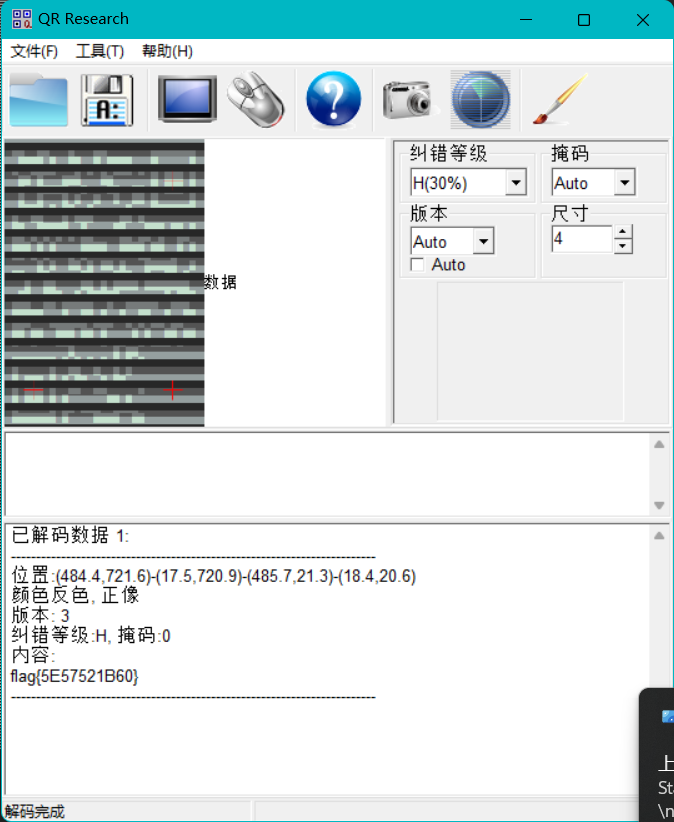 QR Research
文件(F) 工具(T) 帮助(H)
A:
?
纠错等级 掩码
H(30%) Auto
版本 尺寸
Auto 4
Auto
数据
已解码数据 1:
---------------------------------------------------------------------------
位置:(484.4,721.6)-(17.5,720.9)-(485.7,21.3)-(18.4,20.6)
颜色反色, 正像
版本: 3
纠错等级:H, 掩码:0
内容:
flag{5E57521B60}
---------------------------------------------------------------------------
上
St
\n
解码完成